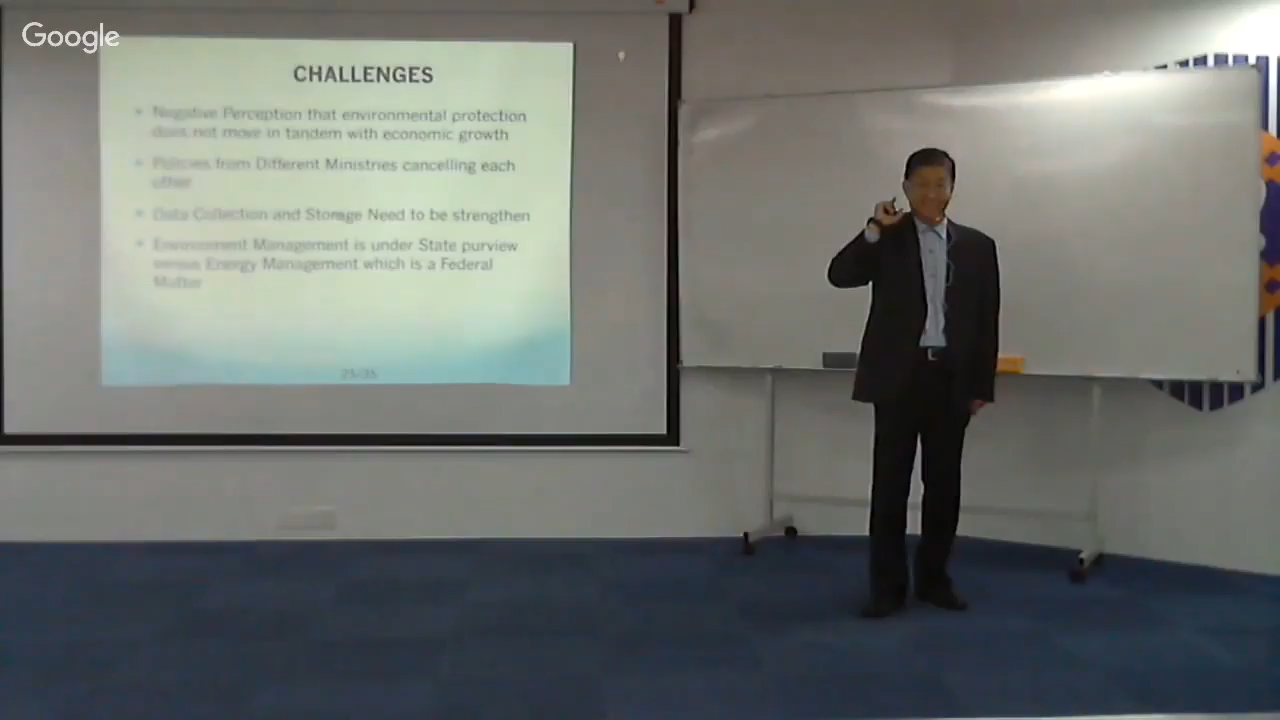 Google
CHALLENGES
Negative Perception that environmental protection
does not move in tandem with economic growth
Policies from Different Ministries cancelling each
other
Data Collection and Storage Need to be strengthen
Environment Management is under State purview
versus Energy Management which is a Federal
Matter